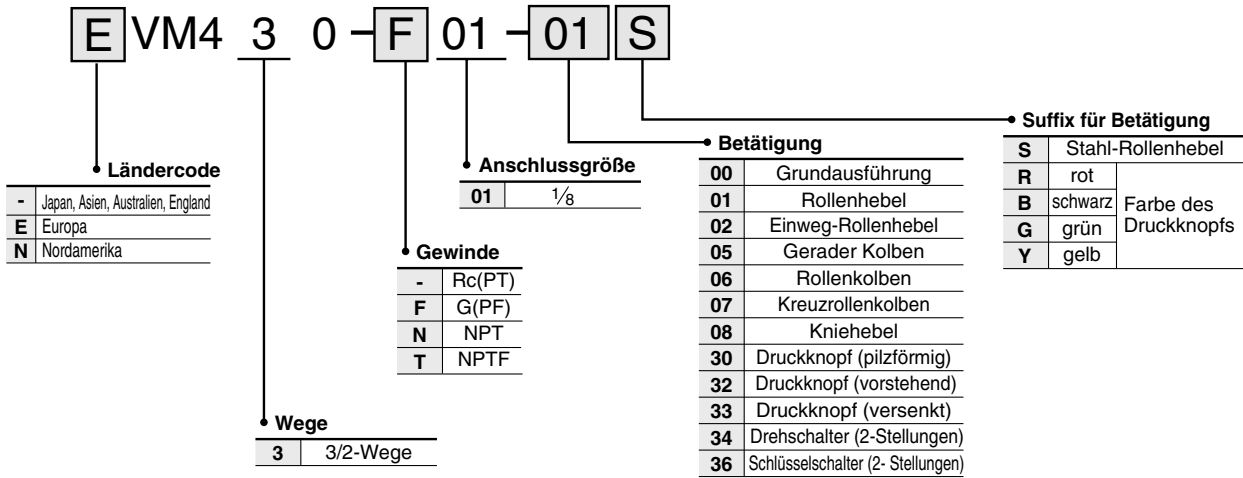 E VM4 3 0 - F 01 - 01 S
Ländercode
- Japan, Asien, Australien, England
E Europa
N Nordamerika
Wege
3 3/2-Wege
Gewinde
- Rc(PT)
F G(PF)
N NPT
T NPTF
Anschlussgröße
01 1/8
Betätigung
00 Grundausführung
01 Rollenhebel
02 Einweg-Rollenhebel
05 Gerader Kolben
06 Rollenkolben
07 Kreuzrollenkolben
08 Kniehebel
30 Druckknopf (pilzförmig)
32 Druckknopf (vorstehend)
33 Druckknopf (versenkt)
34 Drehschalter (2-Stellungen)
36 Schlüsselschalter (2- Stellungen)
Suffix für Betätigung
S Stahl-Rollenhebel
R rot
B schwarz
G grün
Y gelb
Farbe des
Druckknopfs